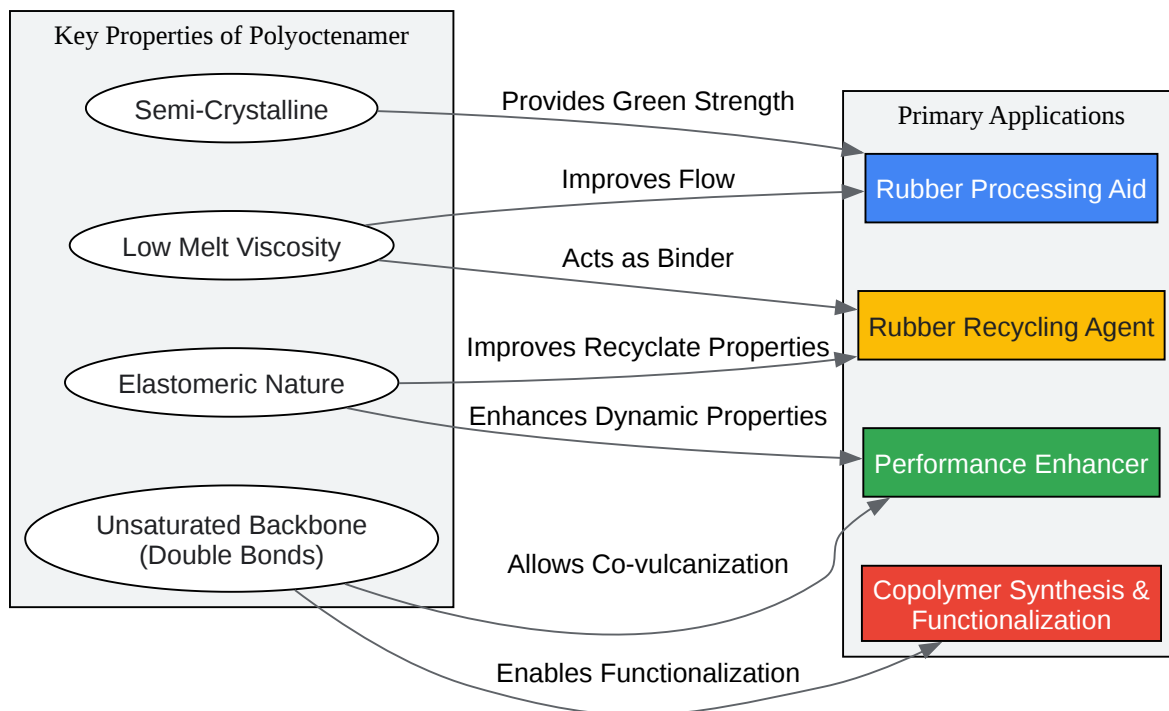 Key Properties of Polyoctenamer
Semi-Crystalline
Low Melt Viscosity
Elastomeric Nature
Unsaturated Backbone
(Double Bonds)
Provides Green Strength
Improves Flow
Acts as Binder
Improves Recyclate Properties
Enhances Dynamic Properties
Allows Co-vulcanization
Enables Functionalization
Primary Applications
Rubber Processing Aid
Rubber Recycling Agent
Performance Enhancer
Copolymer Synthesis &
Functionalization